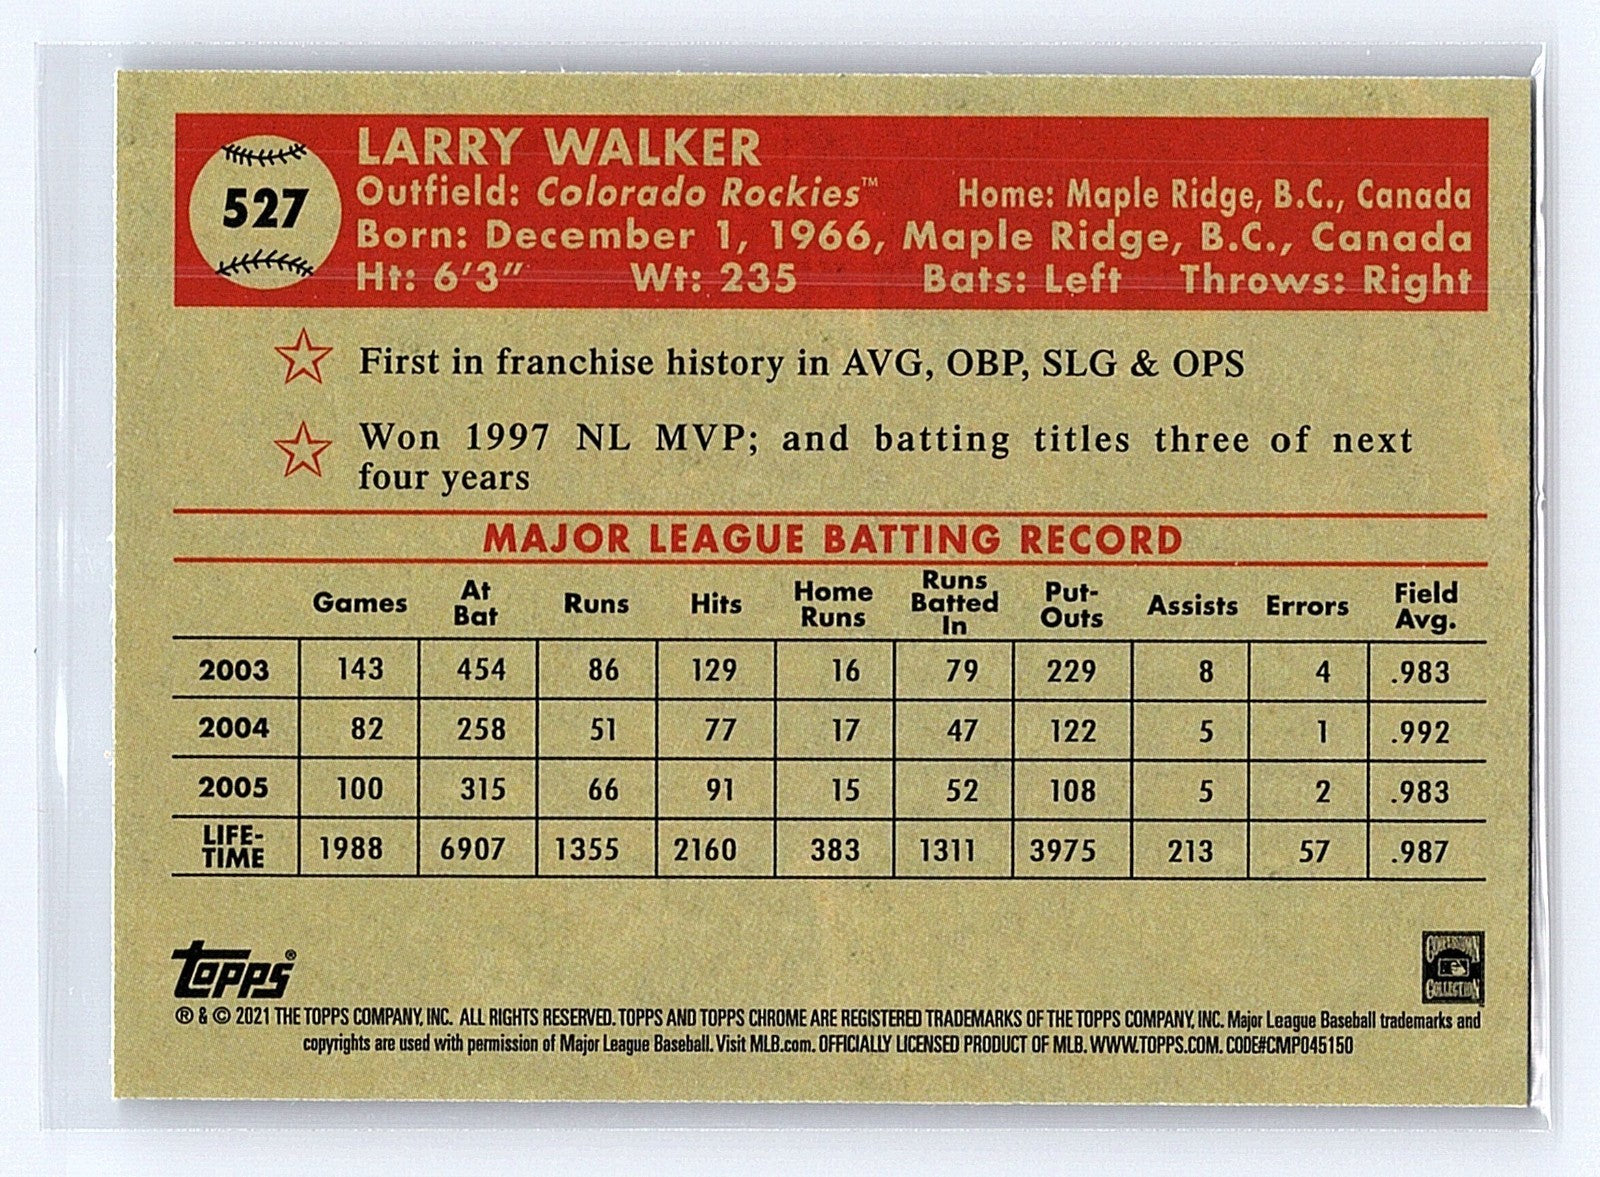 527
LARRY WALKER
Outfield: Colorado Rockies™ Home: Maple Ridge, B.C., Canada
Born: December 1, 1966, Maple Ridge, B.C., Canada
Ht: 6'3" Wt: 235 Bats: Left Throws: Right
First in franchise history in AVG, OBP, SLG & OPS
Won 1997 NL MVP; and batting titles three of next
four years
MAJOR LEAGUE BATTING RECORD
Games At Bat Runs Hits Home Runs Runs Batted In Put-Outs Assists Errors Field Avg.
2003 143 454 86 129 16 79 229 8 4 .983
2004 82 258 51 77 17 47 122 5 1 .992
2005 100 315 66 91 15 52 108 5 2 .983
LIFE-TIME 1988 6907 1355 2160 383 1311 3975 213 57 .987
topps®
COOPERSTOWN
COLLECTION
® & © 2021 THE TOPPS COMPANY, INC. ALL RIGHTS RESERVED. TOPPS AND TOPPS CHROME ARE REGISTERED TRADEMARKS OF THE TOPPS COMPANY, INC. Major League Baseball trademarks and
copyrights are used with permission of Major League Baseball. Visit MLB.com. OFFICIALLY LICENSED PRODUCT OF MLB. WWW.TOPPS.COM. CODE#CMP045150